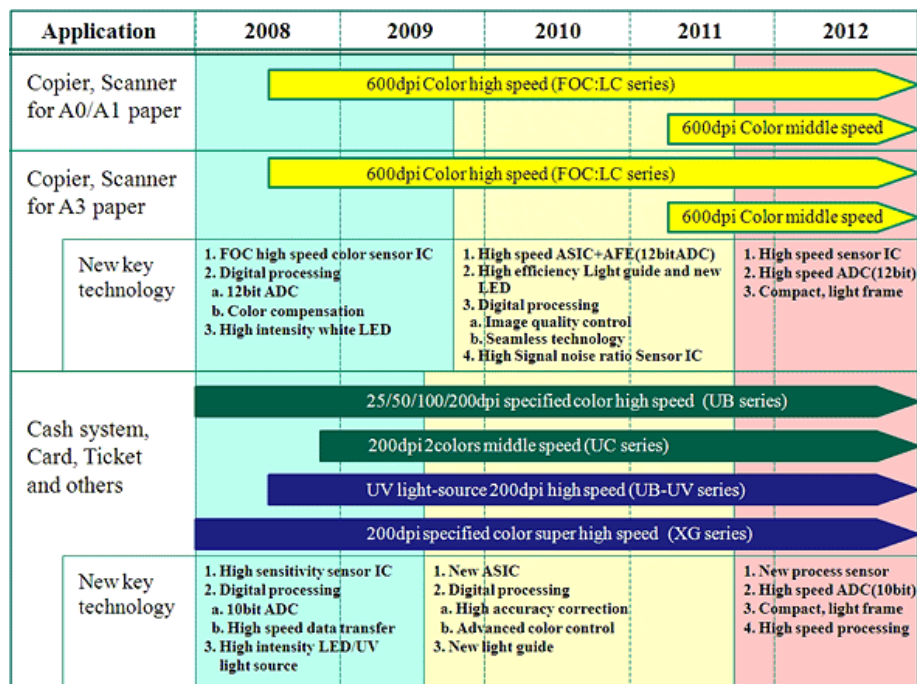 Application 2008 2009 2010 2011 2012
Copier, Scanner
for A0/A1 paper
600dpi Color high speed (FOC:LC series)
600dpi Color middle speed
Copier, Scanner
for A3 paper
600dpi Color high speed (FOC:LC series)
600dpi Color middle speed
New key
technology
1. FOC high speed color sensor IC
2. Digital processing
a. 12bit ADC
b. Color compensation
3. High intensity white LED
1. High speed ASIC+AFE(12bitADC)
2. High efficiency Light guide and new
LED
3. Digital processing
a. Image quality control
b. Seamless technology
4. High Signal noise ratio Sensor IC
1. High speed sensor IC
2. High speed ADC(12bit)
3. Compact, light frame
Cash system,
Card, Ticket
and others
25/50/100/200dpi specified color high speed (UB series)
200dpi 2colors middle speed (UC series)
UV light-source 200dpi high speed (UB-UV series)
200dpi specified color super high speed (XG series)
New key
technology
1. High sensitivity sensor IC
2. Digital processing
a. 10bit ADC
b. High speed data transfer
3. High intensity LED/UV
light source
1. New ASIC
2. Digital processing
a. High accuracy correction
b. Advanced color control
3. New light guide
1. New process sensor
2. High speed ADC(10bit)
3. Compact, light frame
4. High speed processing